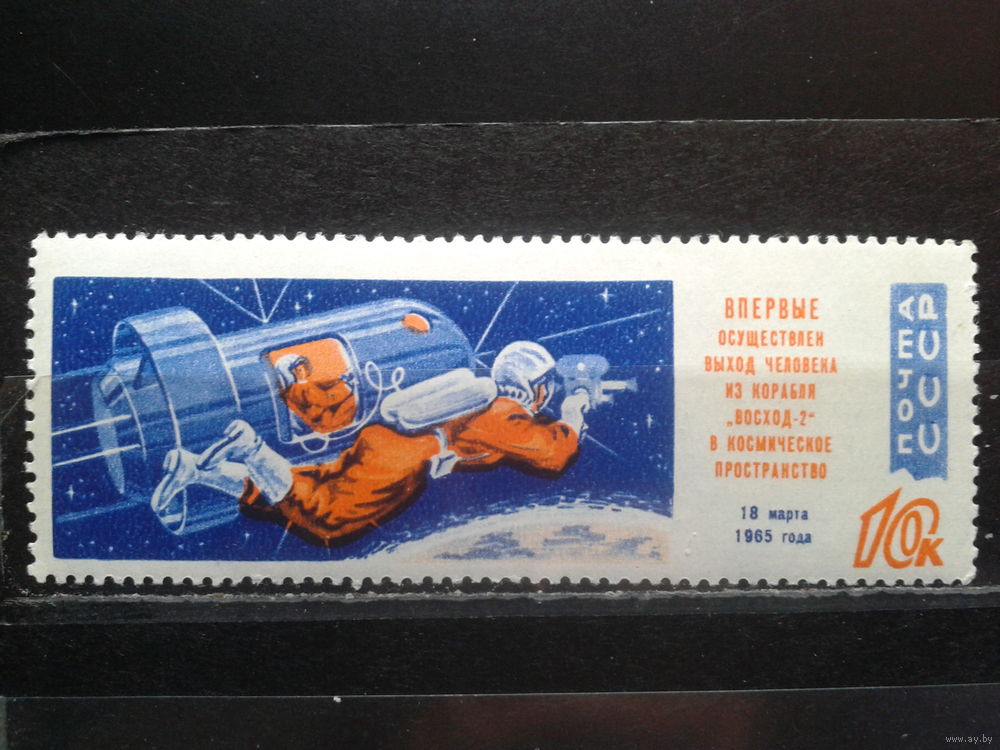 ВПЕРВЫЕ
ОСУЩЕСТВЛЕН
ВЫХОД ЧЕЛОВЕКА
ИЗ КОРАБЛЯ
„ВОСХОД-2“
В КОСМИЧЕСКОЕ
ПРОСТРАНСТВО
18 марта
1965 года
ПОЧТА
СССР
10К
www.ay.by